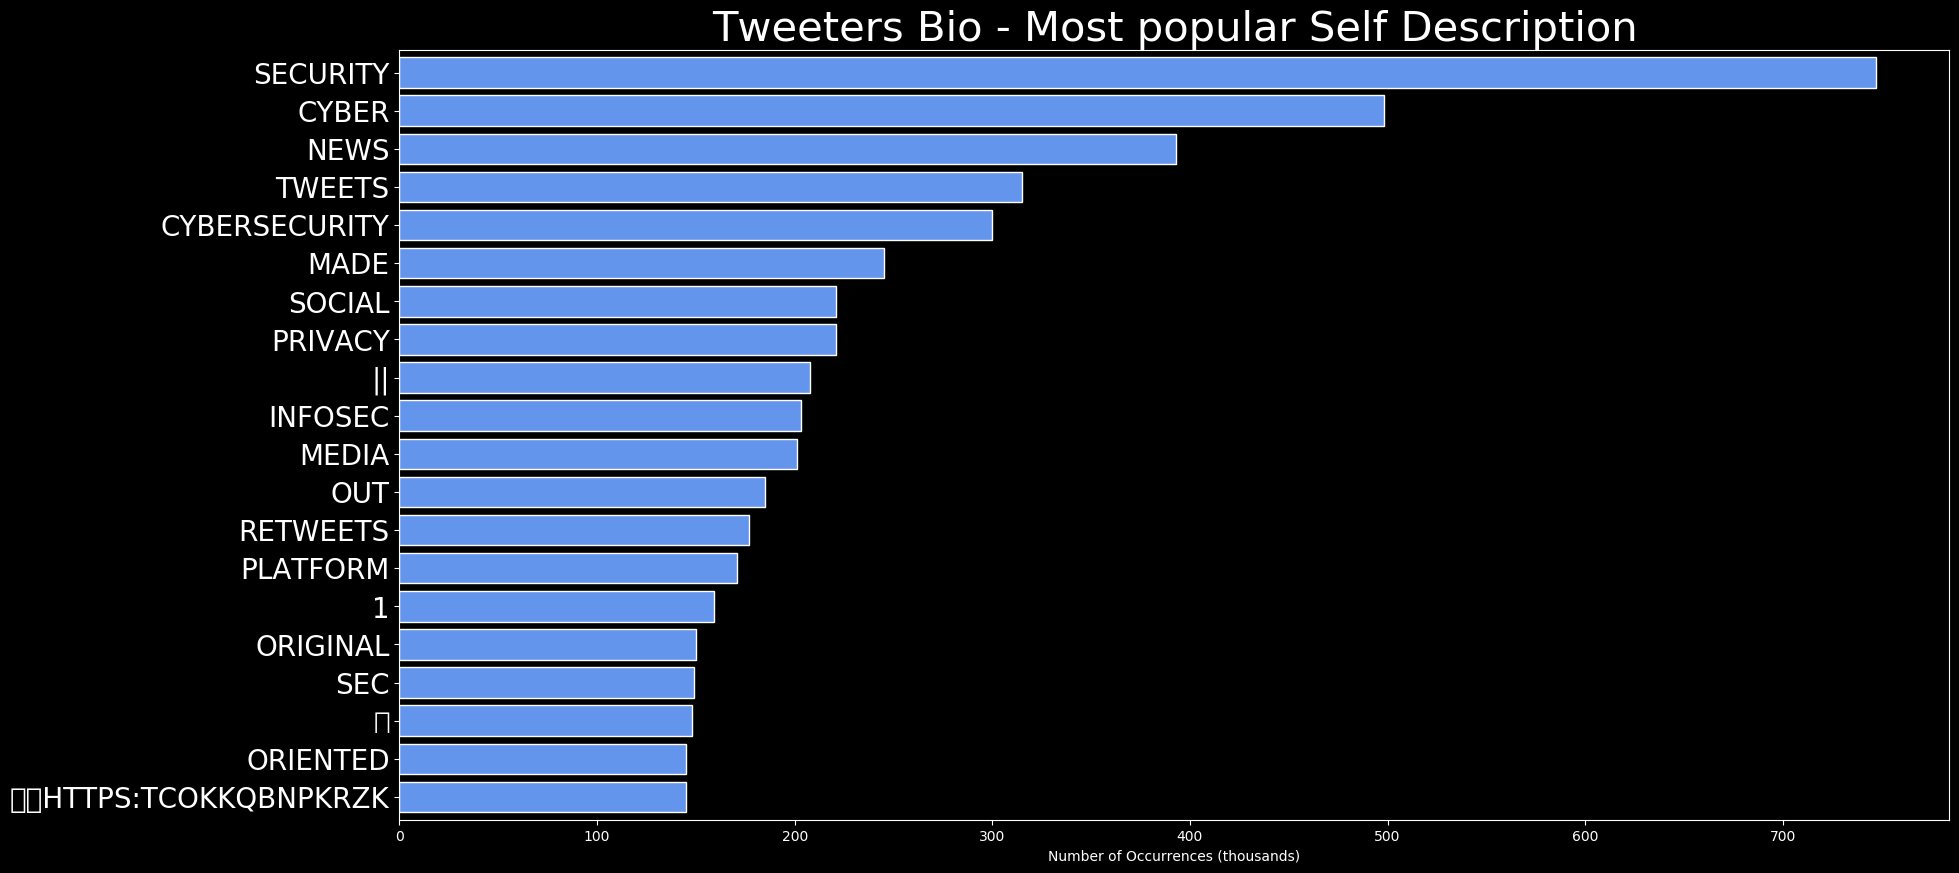 Tweeters Bio - Most popular Self Description
SECURITY
CYBER
NEWS
TWEETS
CYBERSECURITY
MADE
SOCIAL
PRIVACY
||
INFOSEC
MEDIA
OUT
RETWEETS
PLATFORM
1
ORIGINAL
SEC
▯
ORIENTED
▯▯HTTPS:TCOKKQBNPKRZK
0 100 200 300 400 500 600 700
Number of Occurrences (thousands)